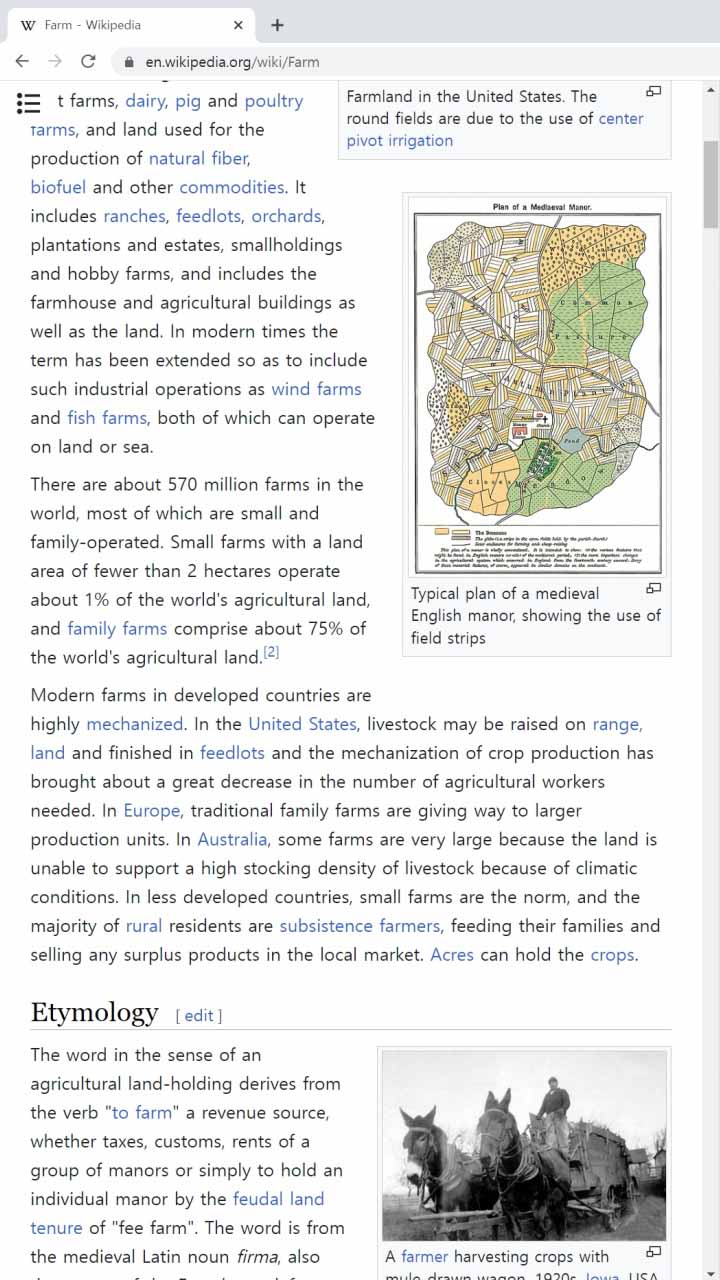 Farm - Wikipedia
en.wikipedia.org/wiki/Farm
t farms, dairy, pig and poultry
farms, and land used for the
production of natural fiber,
biofuel and other commodities. It
includes ranches, feedlots, orchards,
plantations and estates, smallholdings
and hobby farms, and includes the
farmhouse and agricultural buildings as
well as the land. In modern times the
term has been extended so as to include
such industrial operations as wind farms
and fish farms, both of which can operate
on land or sea.
There are about 570 million farms in the
world, most of which are small and
family-operated. Small farms with a land
area of fewer than 2 hectares operate
about 1% of the world's agricultural land,
and family farms comprise about 75% of
the world's agricultural land.[2]
Farmland in the United States. The
round fields are due to the use of center
pivot irrigation
Plan of a Mediaeval Manor.
Common
Pasture
Autumn Planting
Pond
Close
Meadow
The Demesne
Typical plan of a medieval
English manor, showing the use of
field strips
Modern farms in developed countries are
highly mechanized. In the United States, livestock may be raised on range,
land and finished in feedlots and the mechanization of crop production has
brought about a great decrease in the number of agricultural workers
needed. In Europe, traditional family farms are giving way to larger
production units. In Australia, some farms are very large because the land is
unable to support a high stocking density of livestock because of climatic
conditions. In less developed countries, small farms are the norm, and the
majority of rural residents are subsistence farmers, feeding their families and
selling any surplus products in the local market. Acres can hold the crops.
Etymology [ edit ]
The word in the sense of an
agricultural land-holding derives from
the verb "to farm" a revenue source,
whether taxes, customs, rents of a
group of manors or simply to hold an
individual manor by the feudal land
tenure of "fee farm". The word is from
the medieval Latin noun firma, also
A farmer harvesting crops with
mule-drawn wagon, 1920s, Iowa, USA